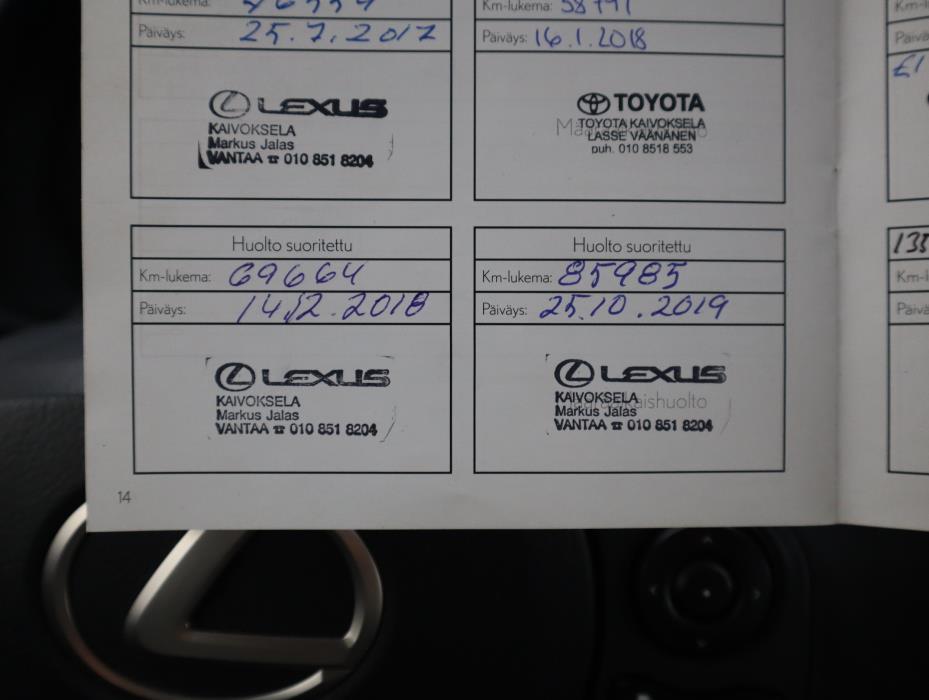 Km-lukema:
Päiväys: 25.7.2017
LEXUS
KAIVOKSELA
Markus Jalas
VANTAA ☎ 010 851 8204
Km-lukema: 58791
Päiväys: 16.1.2018
TOYOTA
TOYOTA KAIVOKSELA
LASSE VÄÄNÄNEN
puh. 010 8518 553
Huolto suoritettu
Km-lukema: 69664
Päiväys: 14.12.2018
LEXUS
KAIVOKSELA
Markus Jalas
VANTAA ☎ 010 851 8204
Huolto suoritettu
Km-lukema: 85985
Päiväys: 25.10.2019
LEXUS
KAIVOKSELA
Markus Jalas
VANTAA ☎ 010 851 8204
14